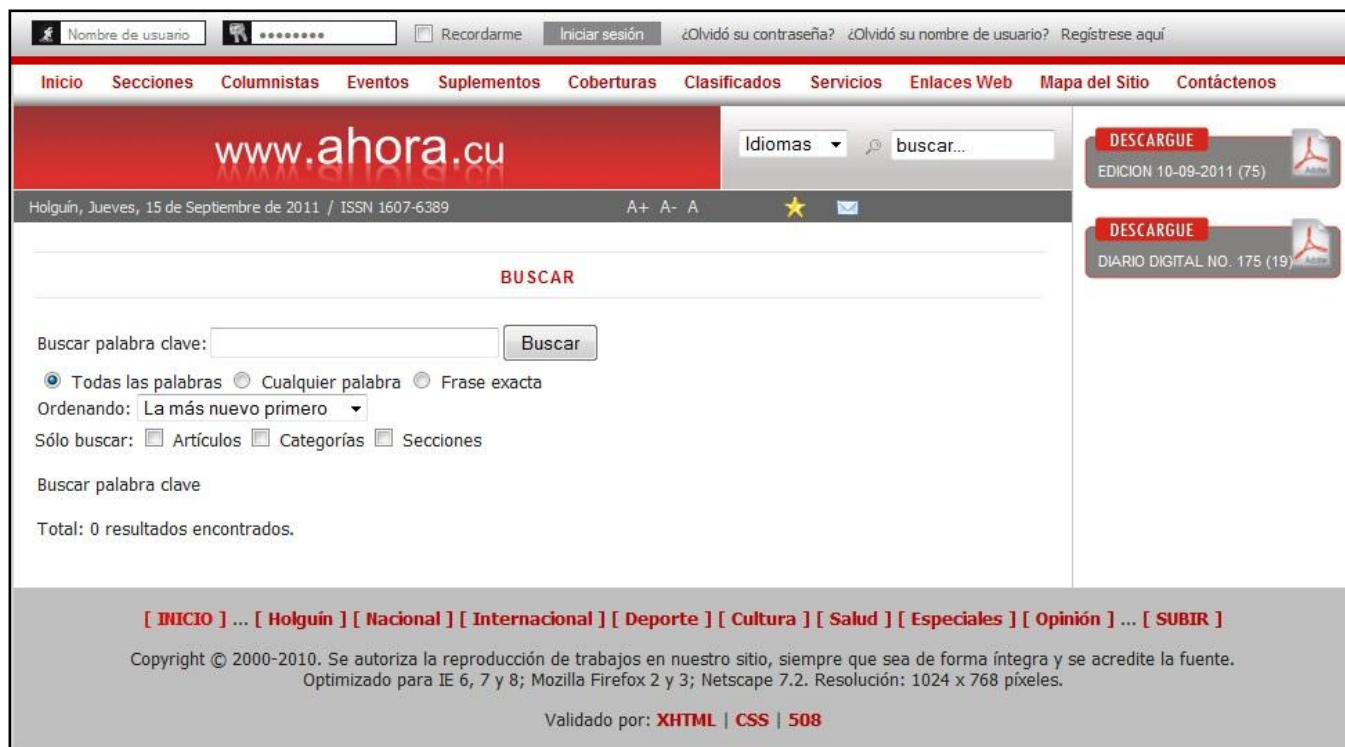 Nombre de usuario •••••••• Recordarme Iniciar sesión ¿Olvidó su contraseña? ¿Olvidó su nombre de usuario? Regístrese aquí
Inicio Secciones Columnistas Eventos Suplementos Coberturas Clasificados Servicios Enlaces Web Mapa del Sitio Contáctenos
www.ahora.cu
Idiomas buscar...
DESCARGUE
EDICION 10-09-2011 (75)
Adobe
Holguín, Jueves, 15 de Septiembre de 2011 / ISSN 1607-6389 A+ A- A
DESCARGUE
DIARIO DIGITAL NO. 175 (19)
Adobe
BUSCAR
Buscar palabra clave: Buscar
Todas las palabras Cualquier palabra Frase exacta
Ordenando: La más nuevo primero
Sólo buscar: Artículos Categorías Secciones
Buscar palabra clave
Total: 0 resultados encontrados.
[ INICIO ] ... [ Holguín ] [ Nacional ] [ Internacional ] [ Deporte ] [ Cultura ] [ Salud ] [ Especiales ] [ Opinión ] ... [ SUBIR ]
Copyright © 2000-2010. Se autoriza la reproducción de trabajos en nuestro sitio, siempre que sea de forma íntegra y se acredite la fuente.
Optimizado para IE 6, 7 y 8; Mozilla Firefox 2 y 3; Netscape 7.2. Resolución: 1024 x 768 píxeles.
Validado por: XHTML | CSS | 508